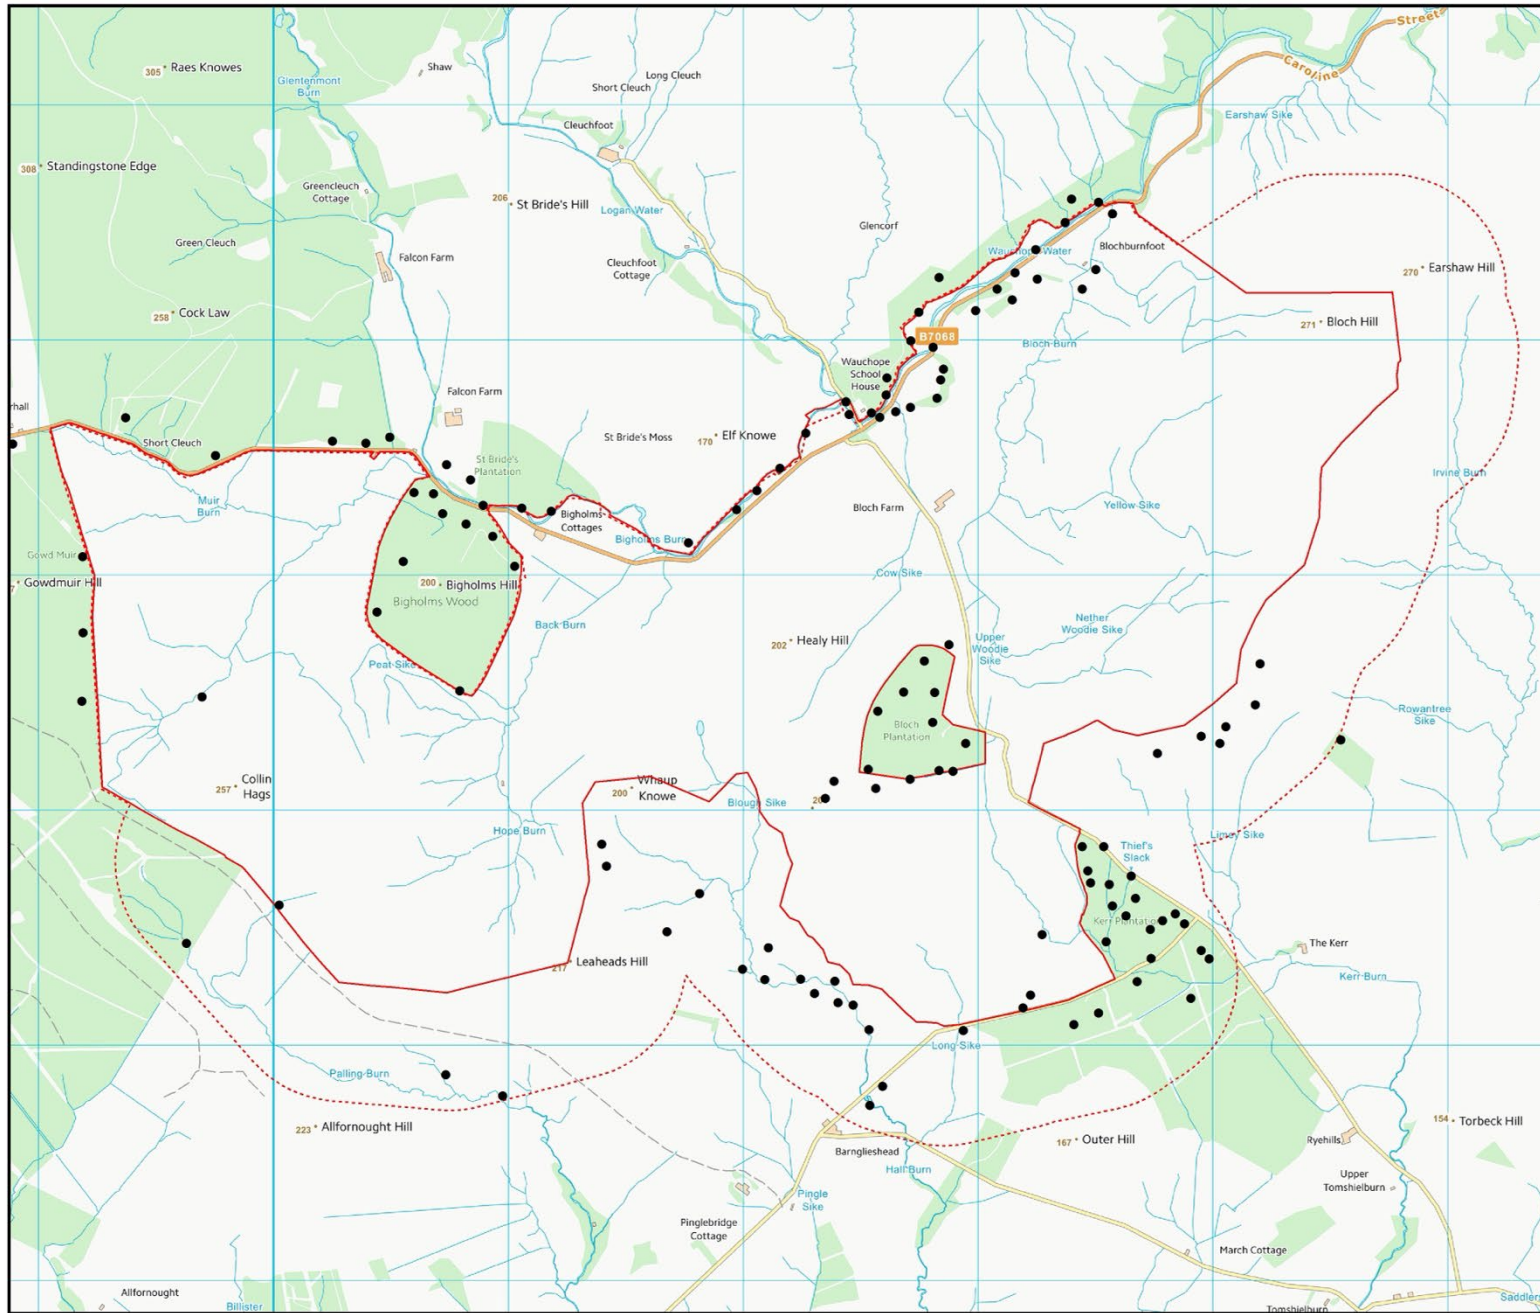 Street
305 Raes Knowes
Shaw
Long Cleuch
Short Cleuch
Glentenmont
Burn
Caroline
Earshaw Sike
Cleuchfoot
308 Standingstone Edge
Greencleuch
Cottage
206 St Bride's Hill
Logan Water
Glencorf
Green Cleuch
Falcon Farm
Cleuchfoot
Cottage
Wauchope Water
Blochburnfoot
270 Earshaw Hill
258 Cock Law
271 Bloch Hill
B7068
Bloch Burn
Wauchope
School
House
Falcon Farm
rhall
Short Cleuch
St Bride's Moss
170 Elf Knowe
St Bride's
Plantation
Irvine Burn
Muir
Burn
Bloch Farm
Yellow Sike
Bigholms
Cottages
Bigholms Burn
Gowd Muir
7 Gowdmuir Hill
200 Bigholms Hill
Bigholms Wood
Cow Sike
Back Burn
Nether
Woodie Sike
202 Healy Hill
Upper
Woodie
Sike
Peat Sike
Rowantree
Sike
Bloch
Plantation
257 Collin
Hags
200 Whaup
Knowe
Blough Sike
20
Hope Burn
Limey Sike
Thief's
Slack
Kerr Plantation
The Kerr
217 Leaheads Hill
Kerr Burn
Long Sike
Palling Burn
223 Allfornought Hill
154 Torbeck Hill
167 Outer Hill
Ryehills
Barnglieshead
Hall Burn
Upper
Tomshielburn
Pingle
Sike
Pinglebridge
Cottage
March Cottage
Allfornought
Billister
Tomshielburn
Saddler